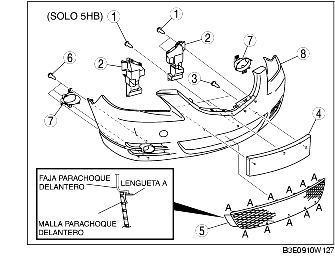 (SOLO 5HB)
1
1
2
2
7
8
6
3
7
4
FAJA PARACHOQUE
DELANTERO
LENGUETA A
MALLA PARACHOQUE
DELANTERO
A
A
A
A
A
A
A
A
A
A
A
5
B3E0910W127